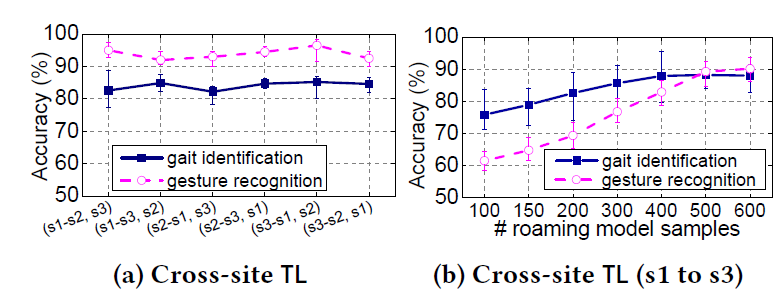 100
90
80
70
60
50
Accuracy (%)
gait identification
gesture recognition
(s1-s2, s3)
(s1-s3, s2)
(s2-s1, s3)
(s2-s3, s1)
(s3-s1, s2)
(s3-s2, s1)
(a) Cross-site TL
100
90
80
70
60
50
Accuracy (%)
gait identification
gesture recognition
100 150 200 300 400 500 600
# roaming model samples
(b) Cross-site TL (s1 to s3)